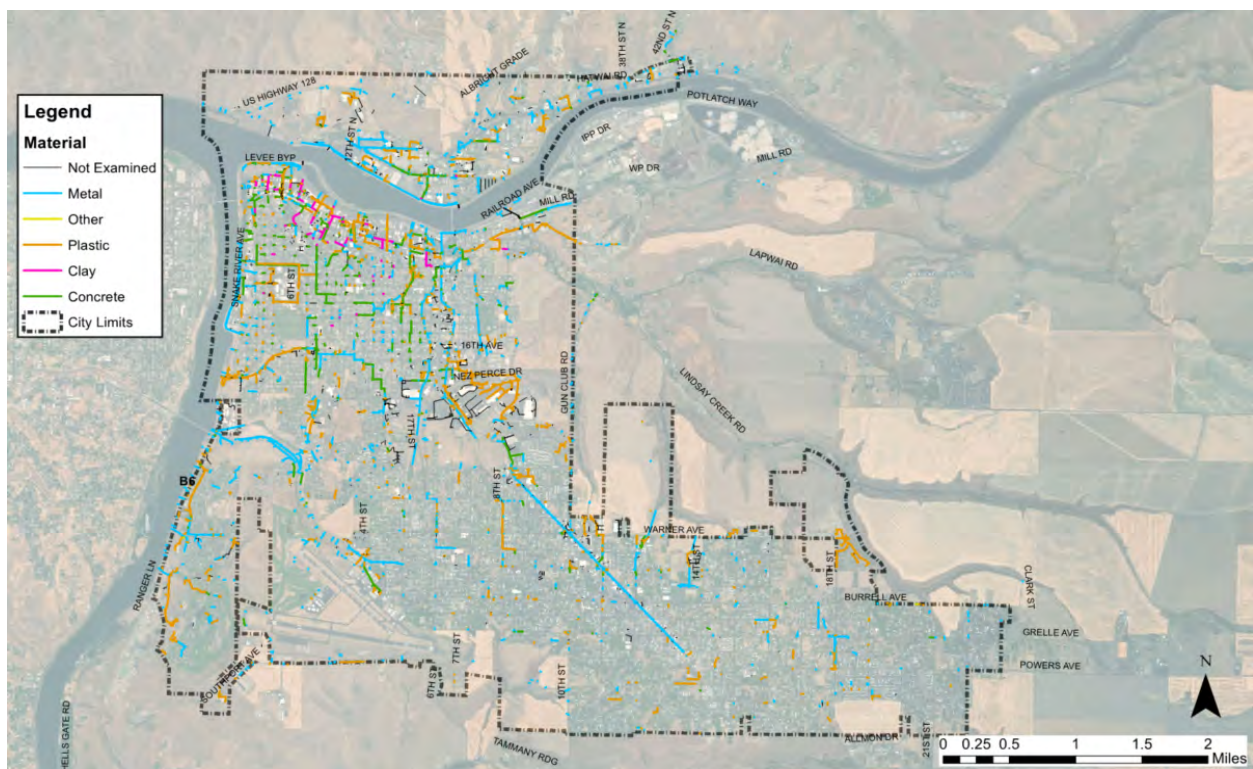 38TH ST N
42ND ST N
ALBRIGHT GRADE
HATWAI RD
US HIGHWAY 128
Legend
Material
Not Examined
Metal
Other
Plastic
Clay
Concrete
City Limits
POTLATCH WAY
12TH ST N
IPP DR
LEVEE BYP
WP DR
MILL RD
RAILROAD AVE
MILL RD
SNAKE RIVER AVE
LAPWAI RD
6TH ST
16TH AVE
NEZ PERCE DR
GUN CLUB RD
LINDSAY CREEK RD
17TH ST
8TH ST
B6
4TH ST
WARNER AVE
14TH ST
18TH ST
CLARK ST
RANGER LN
BURRELL AVE
GRELLE AVE
POWERS AVE
7TH ST
6TH ST
10TH ST
SOUTHPORT AVE
N
HELLS GATE RD
TAMMANY RDG
ALLMON DR
21ST ST
0 0.25 0.5 1 1.5 2
Miles